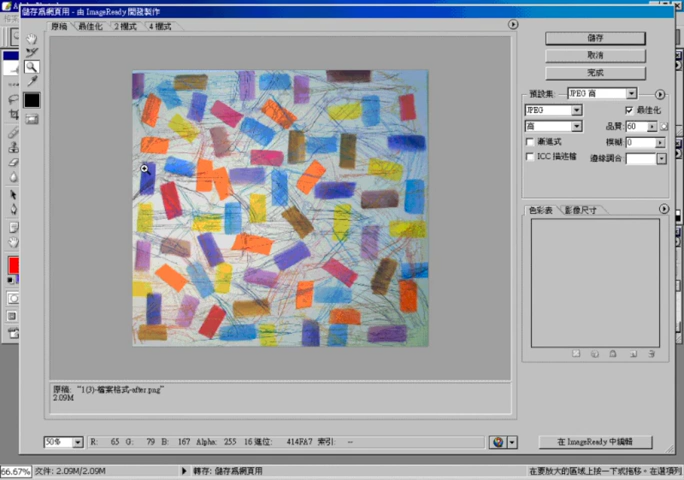 儲存為網頁用 - 由 ImageReady 開發製作
原稿 最佳化 2 欄式 4 欄式
儲存
取消
完成
預設集: JPEG 高
JPEG 最佳化
高 品質: 60
漸進式 模糊: 0
ICC 描述檔 邊緣調合:
色彩表 影像尺寸
原稿: "1(3)-檔案格式-after.png"
2.09M
50% R: 65 G: 79 B: 167 Alpha: 255 16 進位: 414FA7 索引: --
在 ImageReady 中編輯
66.67% 文件: 2.09M/2.09M 轉存: 儲存為網頁用 在要放大的區域上按一下或拖移。在選項列